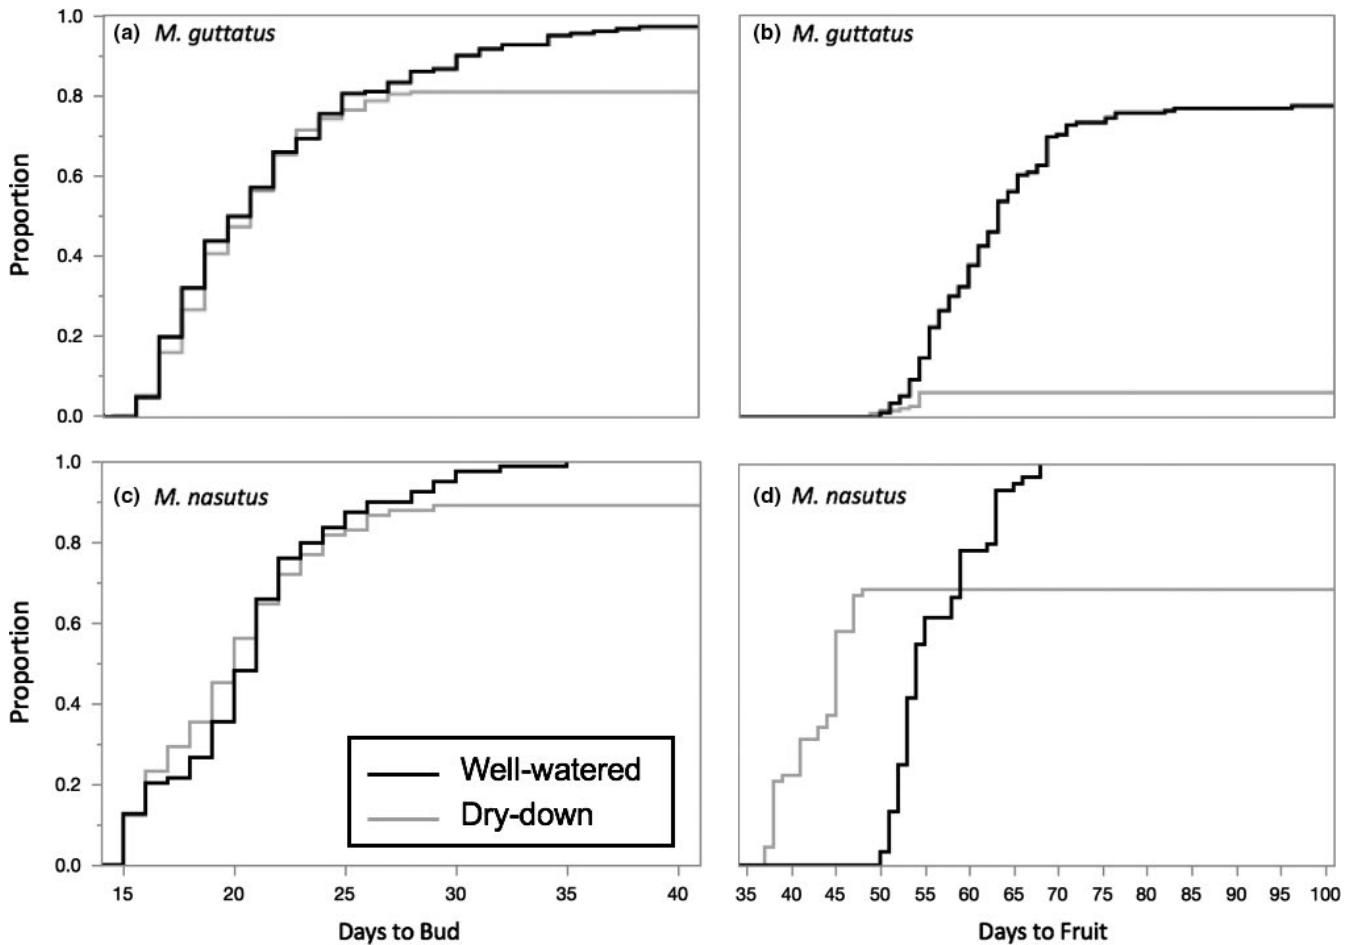 (a) M. guttatus
(b) M. guttatus
1.0
0.8
0.6
0.4
0.2
0.0
Proportion
(c) M. nasutus
(d) M. nasutus
1.0
0.8
0.6
0.4
0.2
0.0
Proportion
Well-watered
Dry-down
15 20 25 30 35 40
35 40 45 50 55 60 65 70 75 80 85 90 95 100
Days to Bud
Days to Fruit